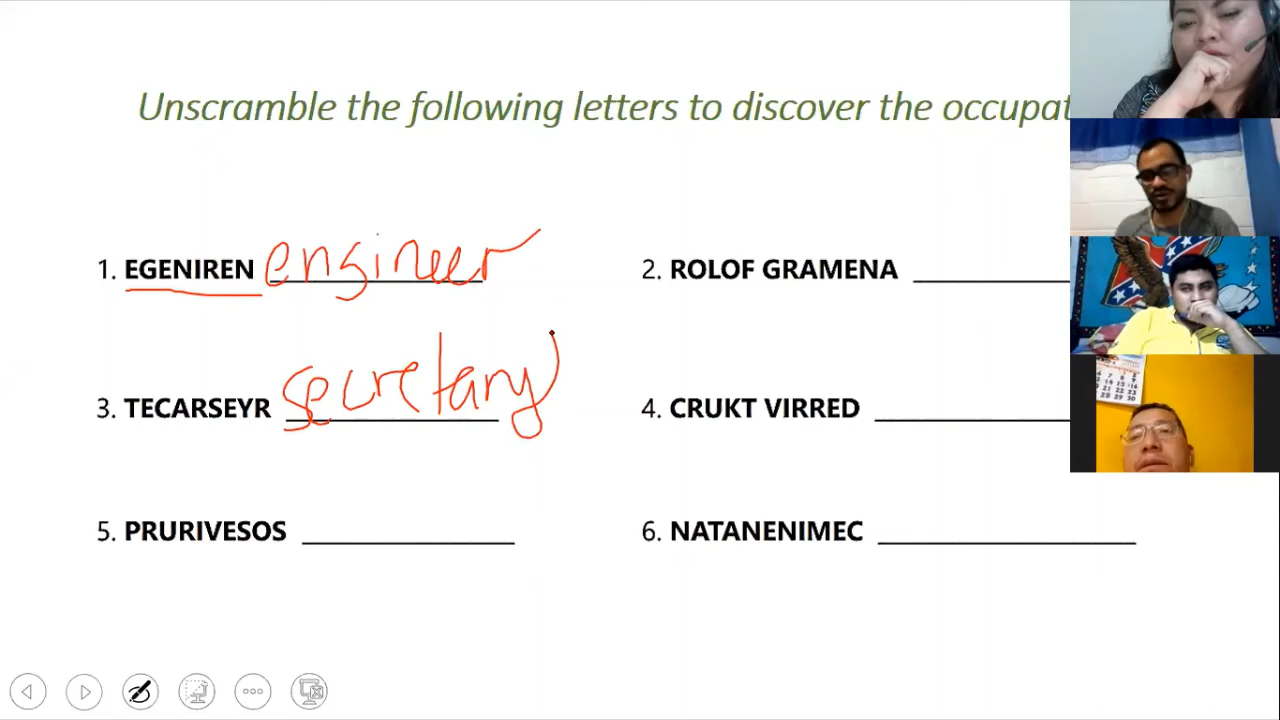 Unscramble the following letters to discover the occupat
1. EGENIREN engineer
2. ROLOF GRAMENA
3. TECARSEYR secretary
4. CRUKT VIRRED
5. PRURIVESOS
6. NATANENIMEC